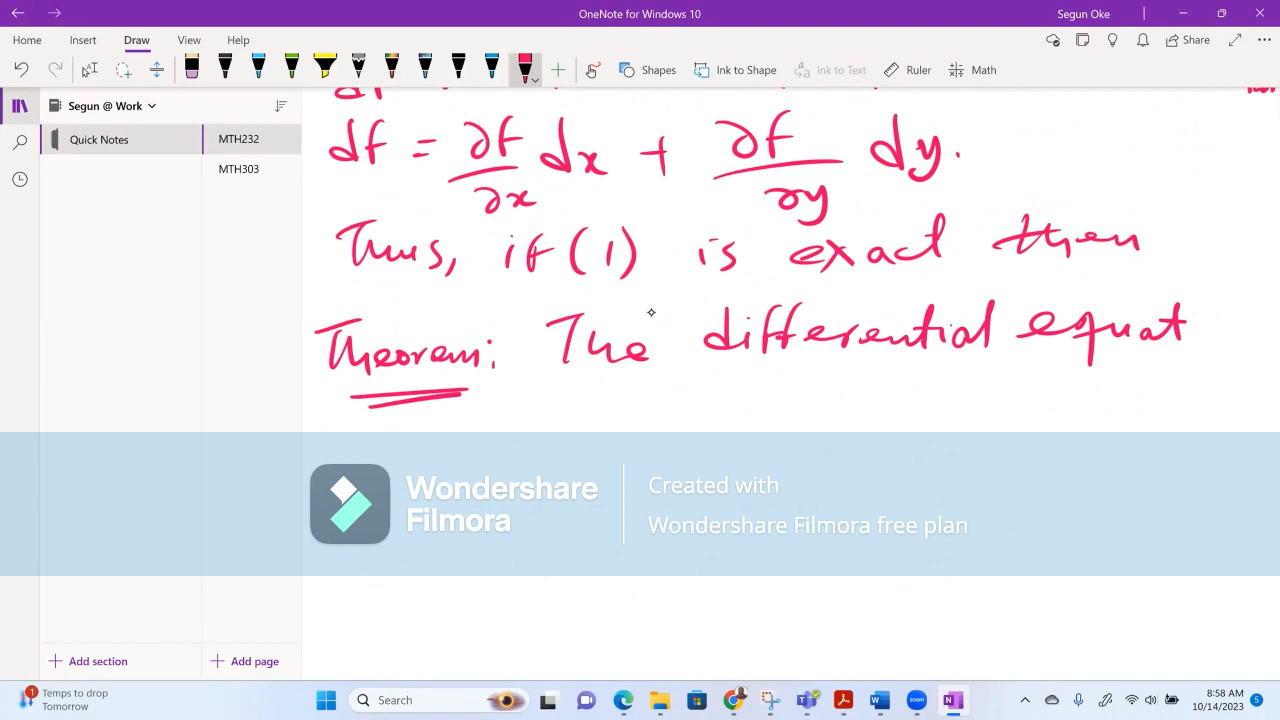 OneNote for Windows 10
Segun Oke
Home Insert Draw View Help
Share
Shapes
Ink to Shape
Ink to Text
Ruler
Math
Segun @ Work
Quick Notes
MTH232
MTH303
df = ∂f/∂x dx + ∂f/∂y dy.
Thus, if (1) is exact then
Theorem: The differential equat
Wondershare
Filmora
Created with
Wondershare Filmora free plan
Add section
Add page
1
Temps to drop
Tomorrow
Search
zoom
8:58 AM
10/14/2023
5